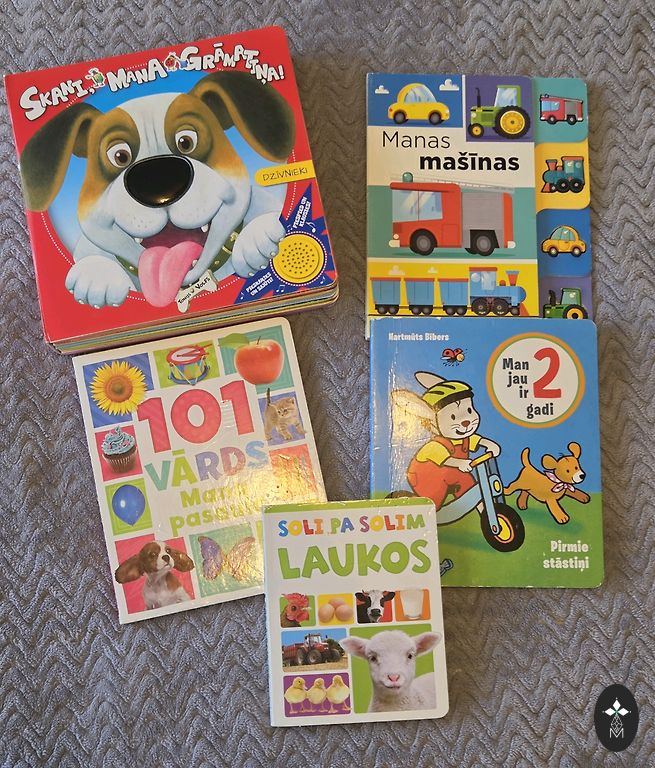 SKANI, MANA GRĀMATIŅA!
DZĪVNIEKI
Manas
mašīnas
Hartmūts Bībers
Man
jau 2
ir
gadi
Pirmie
stāstiņi
101
VĀRDS
SOLI PA SOLIM
LAUKOS
M